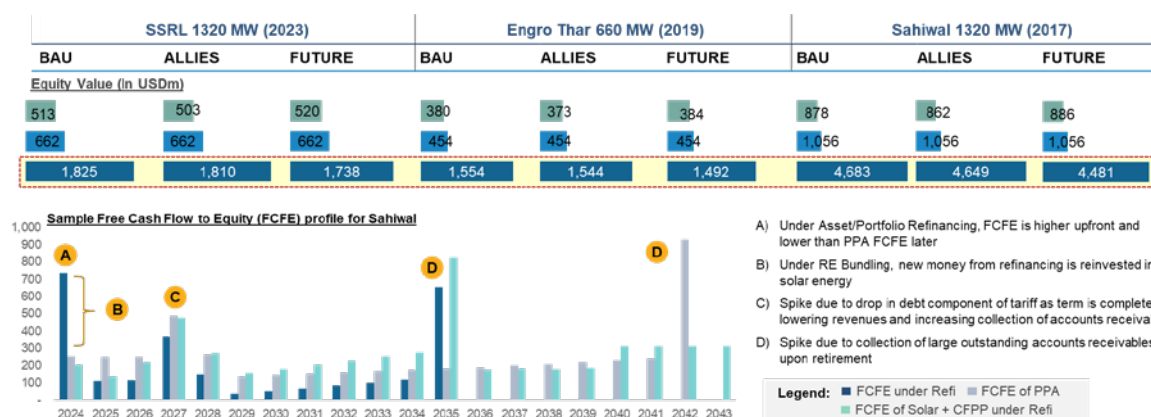 SSRL 1320 MW (2023) Engro Thar 660 MW (2019) Sahiwal 1320 MW (2017)
BAU ALLIES FUTURE BAU ALLIES FUTURE BAU ALLIES FUTURE
Equity Value (In USDm)
513 503 520 380 373 384 878 862 886
662 662 662 454 454 454 1,056 1,056 1,056
1,825 1,810 1,738 1,554 1,544 1,492 4,683 4,649 4,481
Sample Free Cash Flow to Equity (FCFE) profile for Sahiwal
1,000
900
800
700
600
500
400
300
200
100
-
A
B
C
D
D
2024 2025 2026 2027 2028 2029 2030 2031 2032 2033 2034 2035 2036 2037 2038 2039 2040 2041 2042 2043
A) Under Asset/Portfolio Refinancing, FCFE is higher upfront and
lower than PPA FCFE later
B) Under RE Bundling, new money from refinancing is reinvested in
solar energy
C) Spike due to drop in debt component of tariff as term is complete
lowering revenues and increasing collection of accounts receiva
D) Spike due to collection of large outstanding accounts receivables
upon retirement
Legend: FCFE under Refi FCFE of PPA
FCFE of Solar + CFPP under Refi